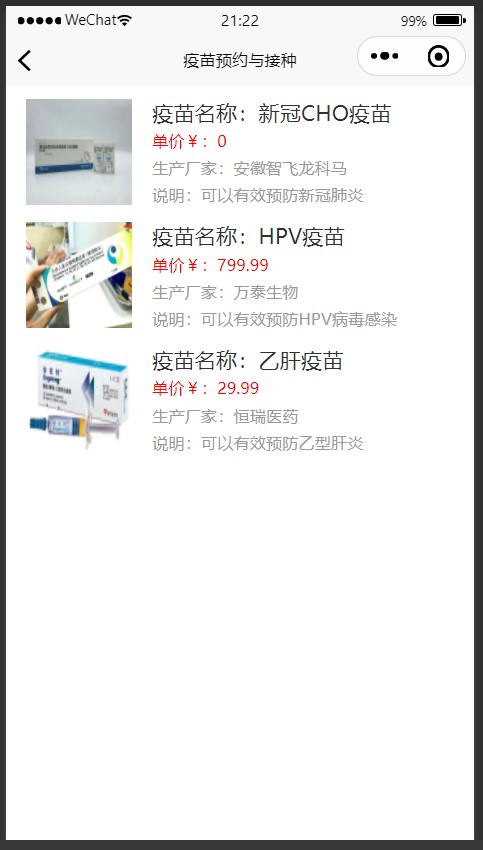 WeChat
21:22
99%
疫苗预约与接种
疫苗名称：新冠CHO疫苗
单价￥：0
生产厂家：安徽智飞龙科马
说明：可以有效预防新冠肺炎
疫苗名称：HPV疫苗
单价￥：799.99
生产厂家：万泰生物
说明：可以有效预防HPV病毒感染
疫苗名称：乙肝疫苗
单价￥：29.99
生产厂家：恒瑞医药
说明：可以有效预防乙型肝炎